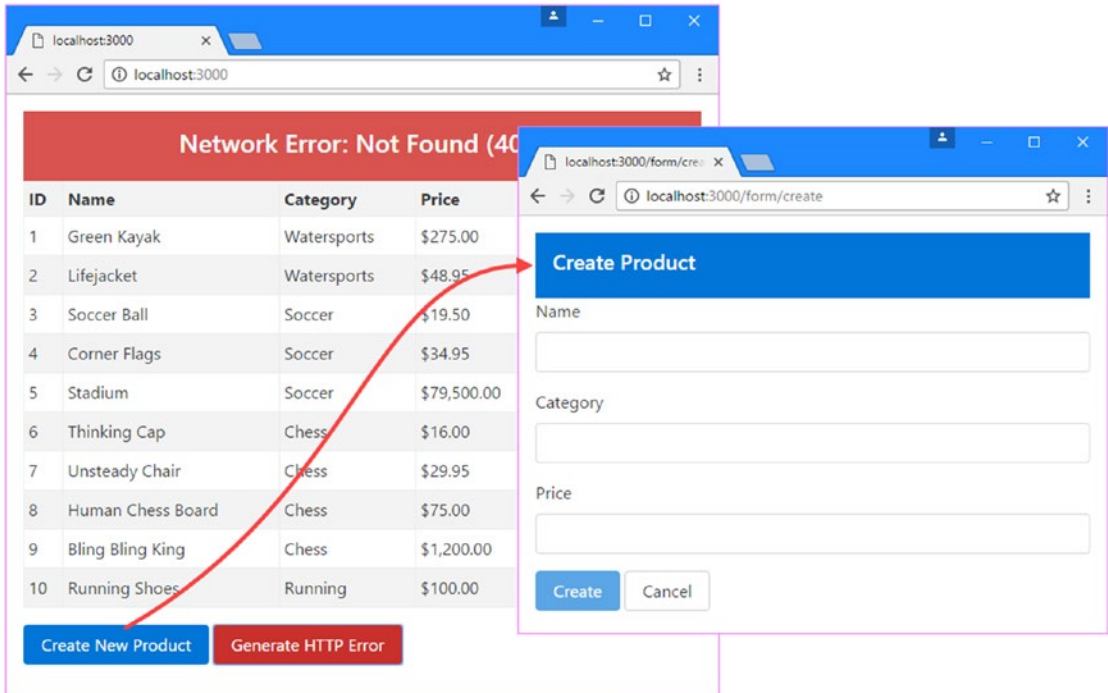 localhost:3000
localhost:3000
Network Error: Not Found (40
ID Name Category Price
1 Green Kayak Watersports $275.00
2 Lifejacket Watersports $48.95
3 Soccer Ball Soccer $19.50
4 Corner Flags Soccer $34.95
5 Stadium Soccer $79,500.00
6 Thinking Cap Chess $16.00
7 Unsteady Chair Chess $29.95
8 Human Chess Board Chess $75.00
9 Bling Bling King Chess $1,200.00
10 Running Shoes Running $100.00
Create New Product Generate HTTP Error
localhost:3000/form/crea
localhost:3000/form/create
Create Product
Name
Category
Price
Create Cancel